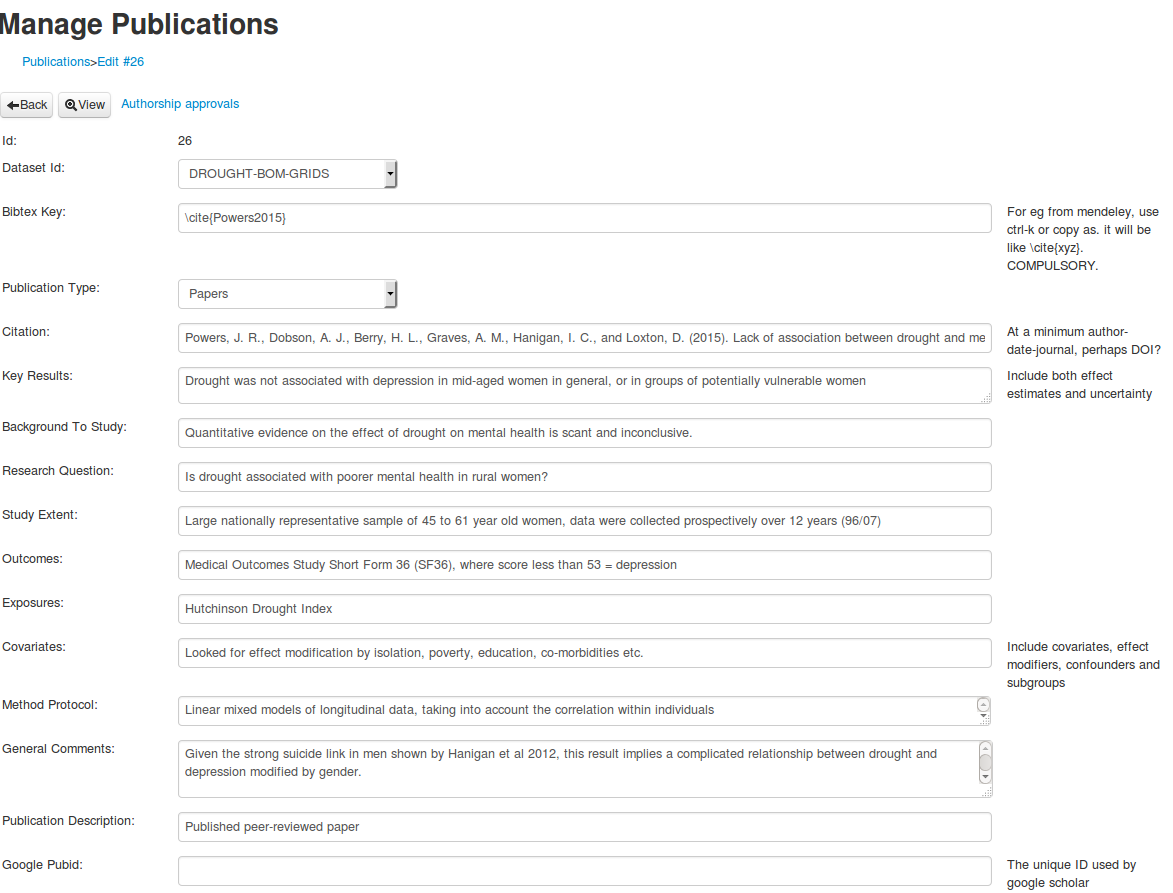 Manage Publications
Publications>Edit #26
Back View Authorship approvals
Id: 26
Dataset Id: DROUGHT-BOM-GRIDS
Bibtex Key: \cite{Powers2015}
For eg from mendeley, use
ctrl-k or copy as. it will be
like \cite{xyz}.
COMPULSORY.
Publication Type: Papers
Citation: Powers, J. R., Dobson, A. J., Berry, H. L., Graves, A. M., Hanigan, I. C., and Loxton, D. (2015). Lack of association between drought and me
At a minimum author-
date-journal, perhaps DOI?
Key Results: Drought was not associated with depression in mid-aged women in general, or in groups of potentially vulnerable women
Include both effect
estimates and uncertainty
Background To Study: Quantitative evidence on the effect of drought on mental health is scant and inconclusive.
Research Question: Is drought associated with poorer mental health in rural women?
Study Extent: Large nationally representative sample of 45 to 61 year old women, data were collected prospectively over 12 years (96/07)
Outcomes: Medical Outcomes Study Short Form 36 (SF36), where score less than 53 = depression
Exposures: Hutchinson Drought Index
Covariates: Looked for effect modification by isolation, poverty, education, co-morbidities etc.
Include covariates, effect
modifiers, confounders and
subgroups
Method Protocol: Linear mixed models of longitudinal data, taking into account the correlation within individuals
General Comments: Given the strong suicide link in men shown by Hanigan et al 2012, this result implies a complicated relationship between drought and
depression modified by gender.
Publication Description: Published peer-reviewed paper
Google Pubid:
The unique ID used by
google scholar